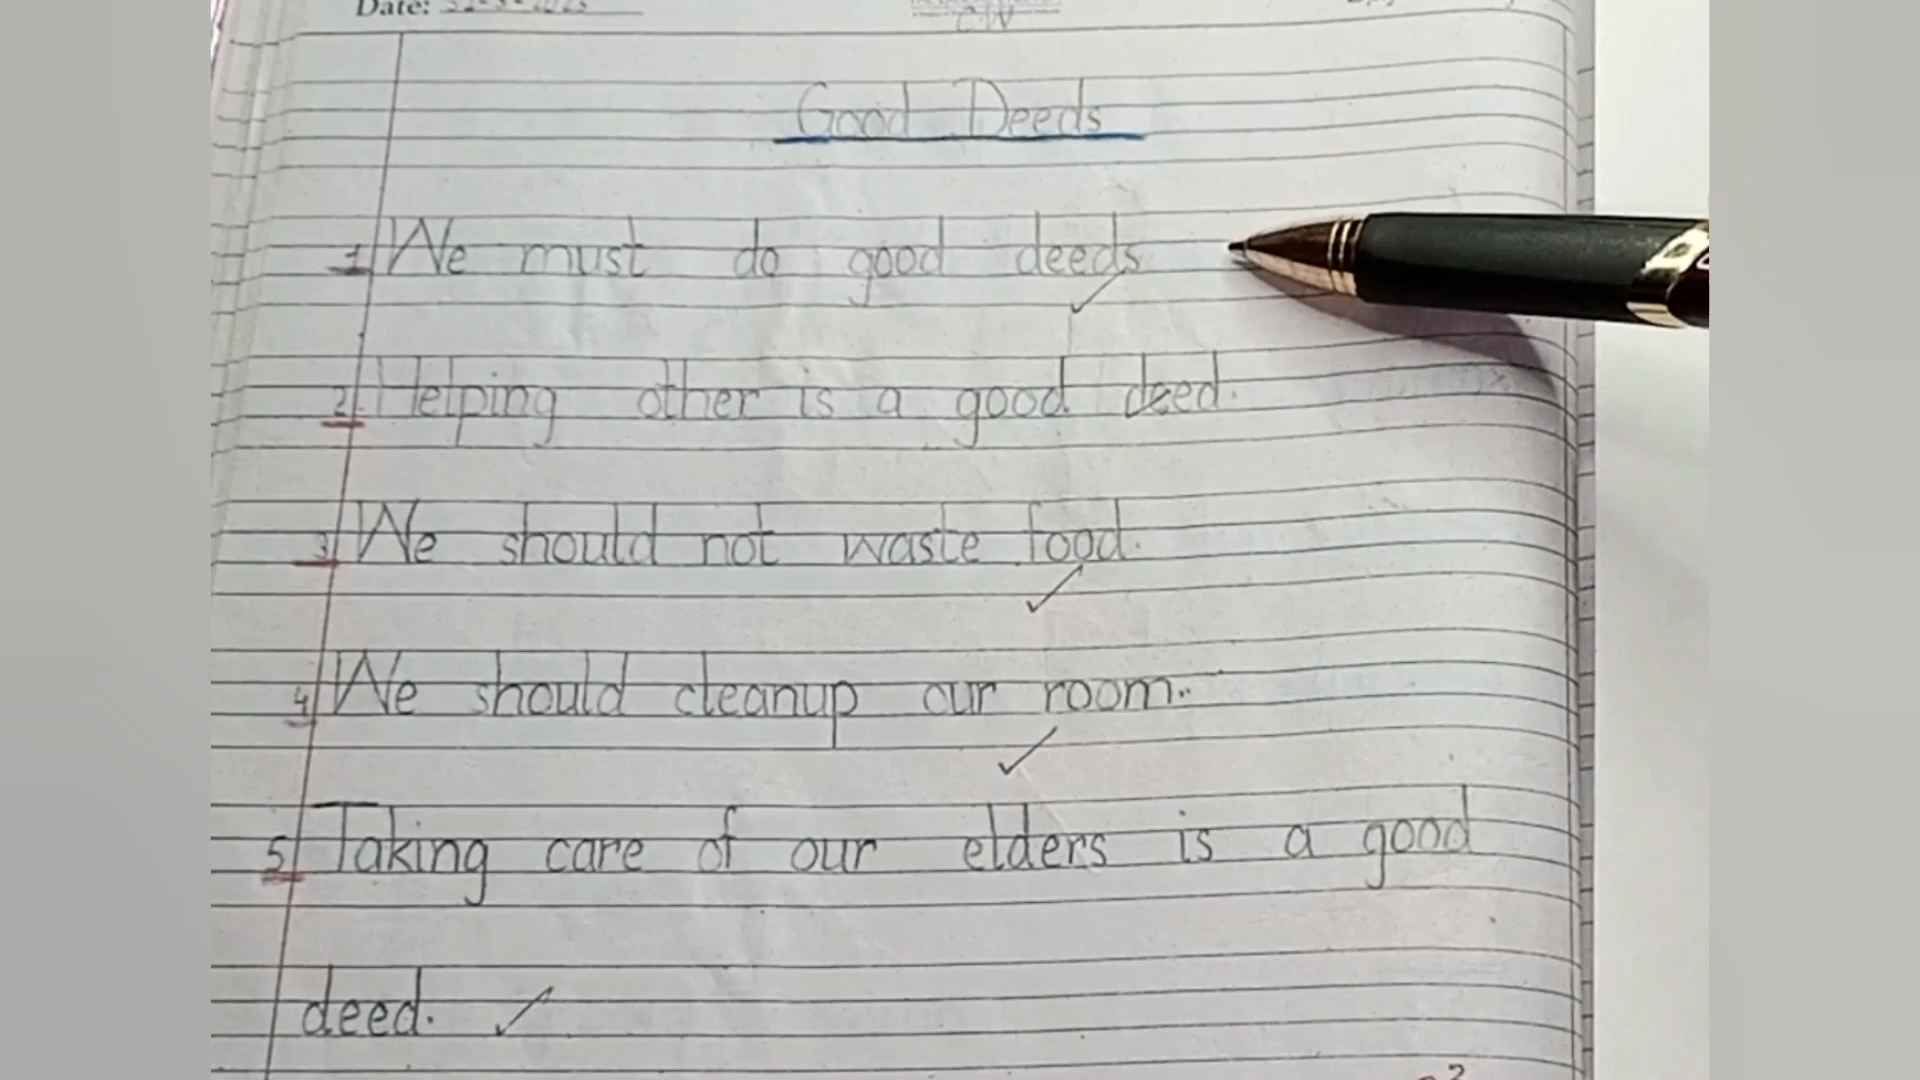 Date:
C.W
Good Deeds
1 We must do good deeds
2. Helping other is a good deed.
3 We should not waste food.
4 We should cleanup our room..
5 Taking care of our elders is a good
deed.